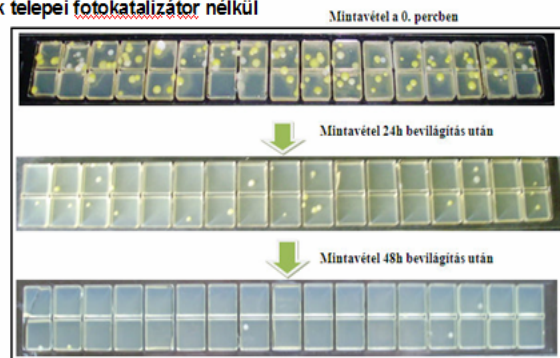 k telepei fotokatalizátor nélkül
Mintavétel a 0. percben
Mintavétel 24h bevilágítás után
Mintavétel 48h bevilágítás után